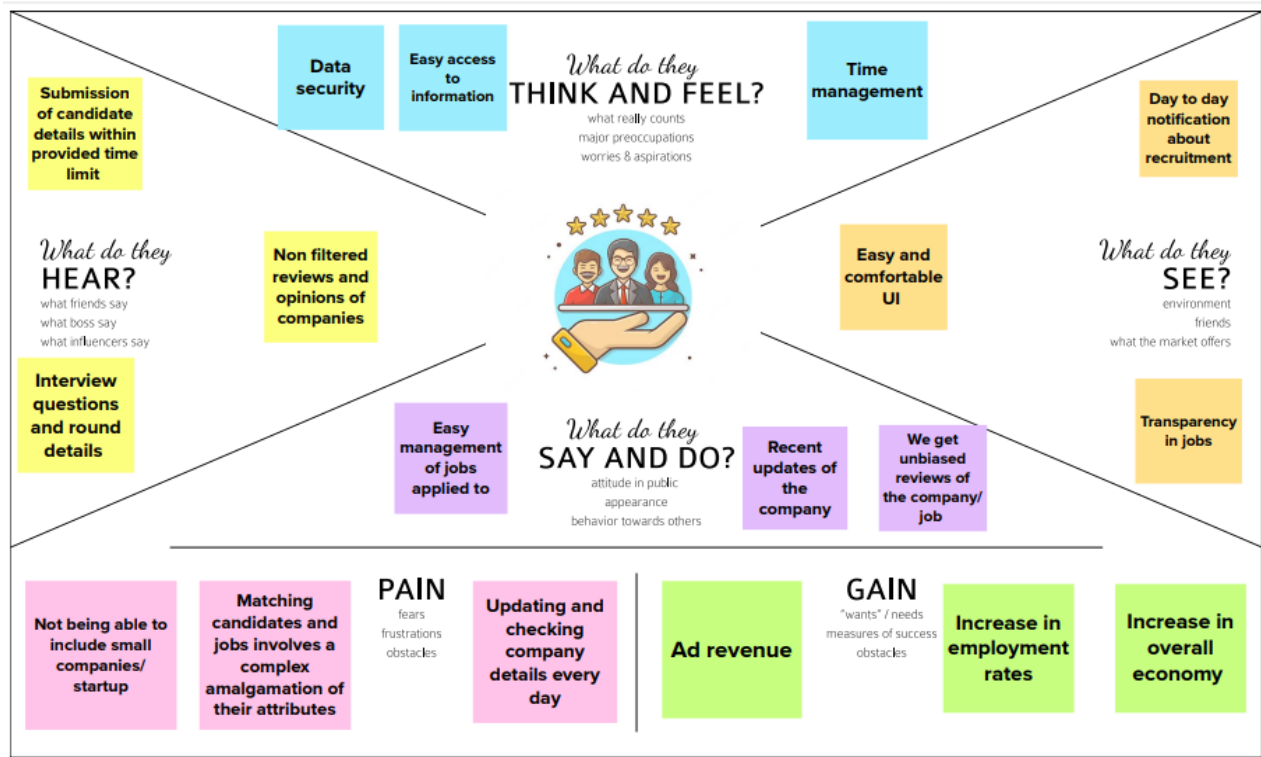 Data
security
Easy access
to
information
What do they
THINK AND FEEL?
what really counts
major preoccupations
worries & aspirations
Time
management
Submission
of candidate
details within
provided time
limit
What do they
HEAR?
what friends say
what boss say
what influencers say
Non filtered
reviews and
opinions of
companies
Interview
questions
and round
details
Day to day
notification
about
recruitment
Easy and
comfortable
UI
What do they
SEE?
environment
friends
what the market offers
Transparency
in jobs
Easy
management
of jobs
applied to
What do they
SAY AND DO?
attitude in public
appearance
behavior towards others
Recent
updates of
the
company
We get
unbiased
reviews of
the company/
job
Not being able to
include small
companies/
startup
Matching
candidates and
jobs involves a
complex
amalgamation of
their attributes
PAIN
fears
frustrations
obstacles
Updating and
checking
company
details every
day
Ad revenue
GAIN
"wants" / needs
measures of success
obstacles
Increase in
employment
rates
Increase in
overall
economy